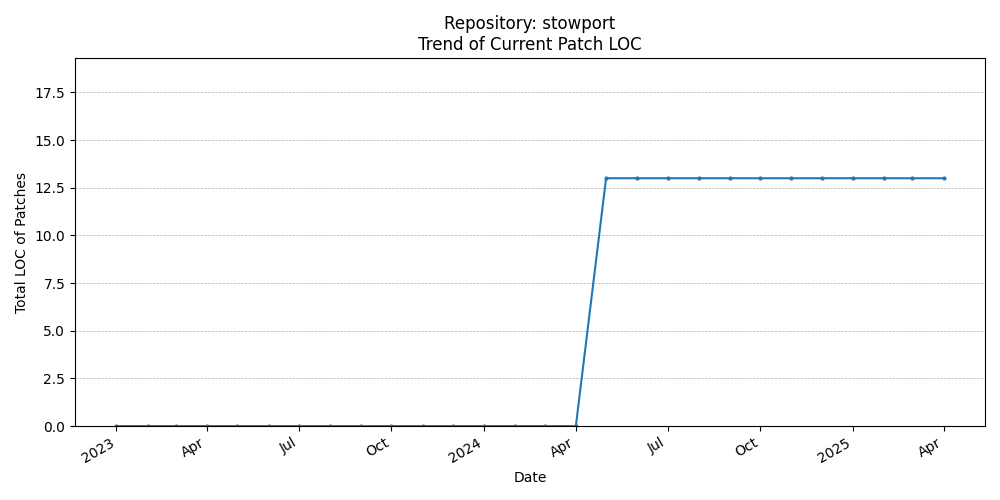 Repository: stowport
Trend of Current Patch LOC
Total LOC of Patches
17.5
15.0
12.5
10.0
7.5
5.0
2.5
0.0
2023
Apr
Jul
Oct
2024
Apr
Jul
Oct
2025
Apr
Date